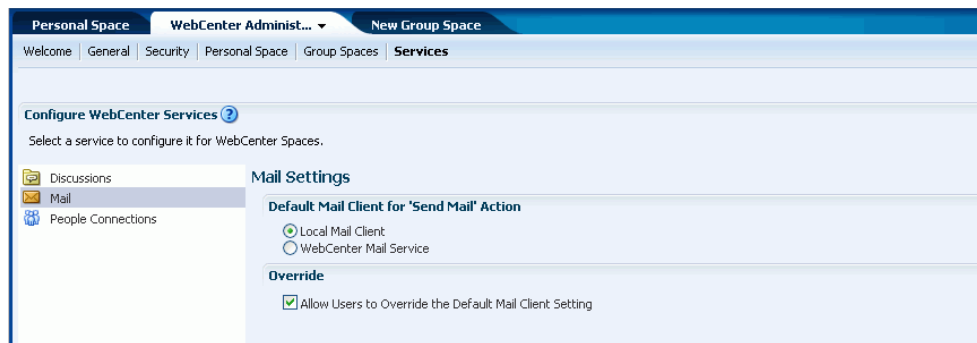 Personal Space WebCenter Administ... New Group Space
Welcome General Security Personal Space Group Spaces Services
Configure WebCenter Services ?
Select a service to configure it for WebCenter Spaces.
Discussions
Mail
People Connections
Mail Settings
Default Mail Client for 'Send Mail' Action
Local Mail Client
WebCenter Mail Service
Override
Allow Users to Override the Default Mail Client Setting